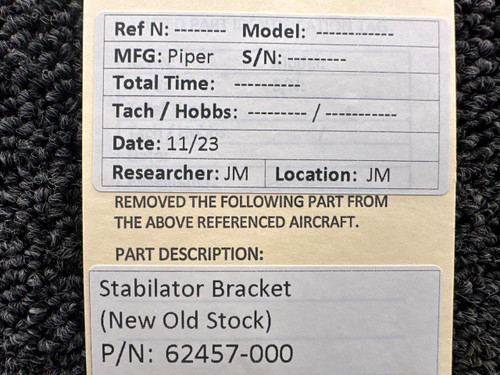 Ref N: -------- Model: ------------
MFG: Piper S/N: ---------
Total Time: ----------
Tach / Hobbs: --------- / -----------
Date: 11/23
Researcher: JM Location: JM
REMOVED THE FOLLOWING PART FROM
THE ABOVE REFERENCED AIRCRAFT.
PART DESCRIPTION:
Stabilator Bracket
(New Old Stock)
P/N: 62457-000